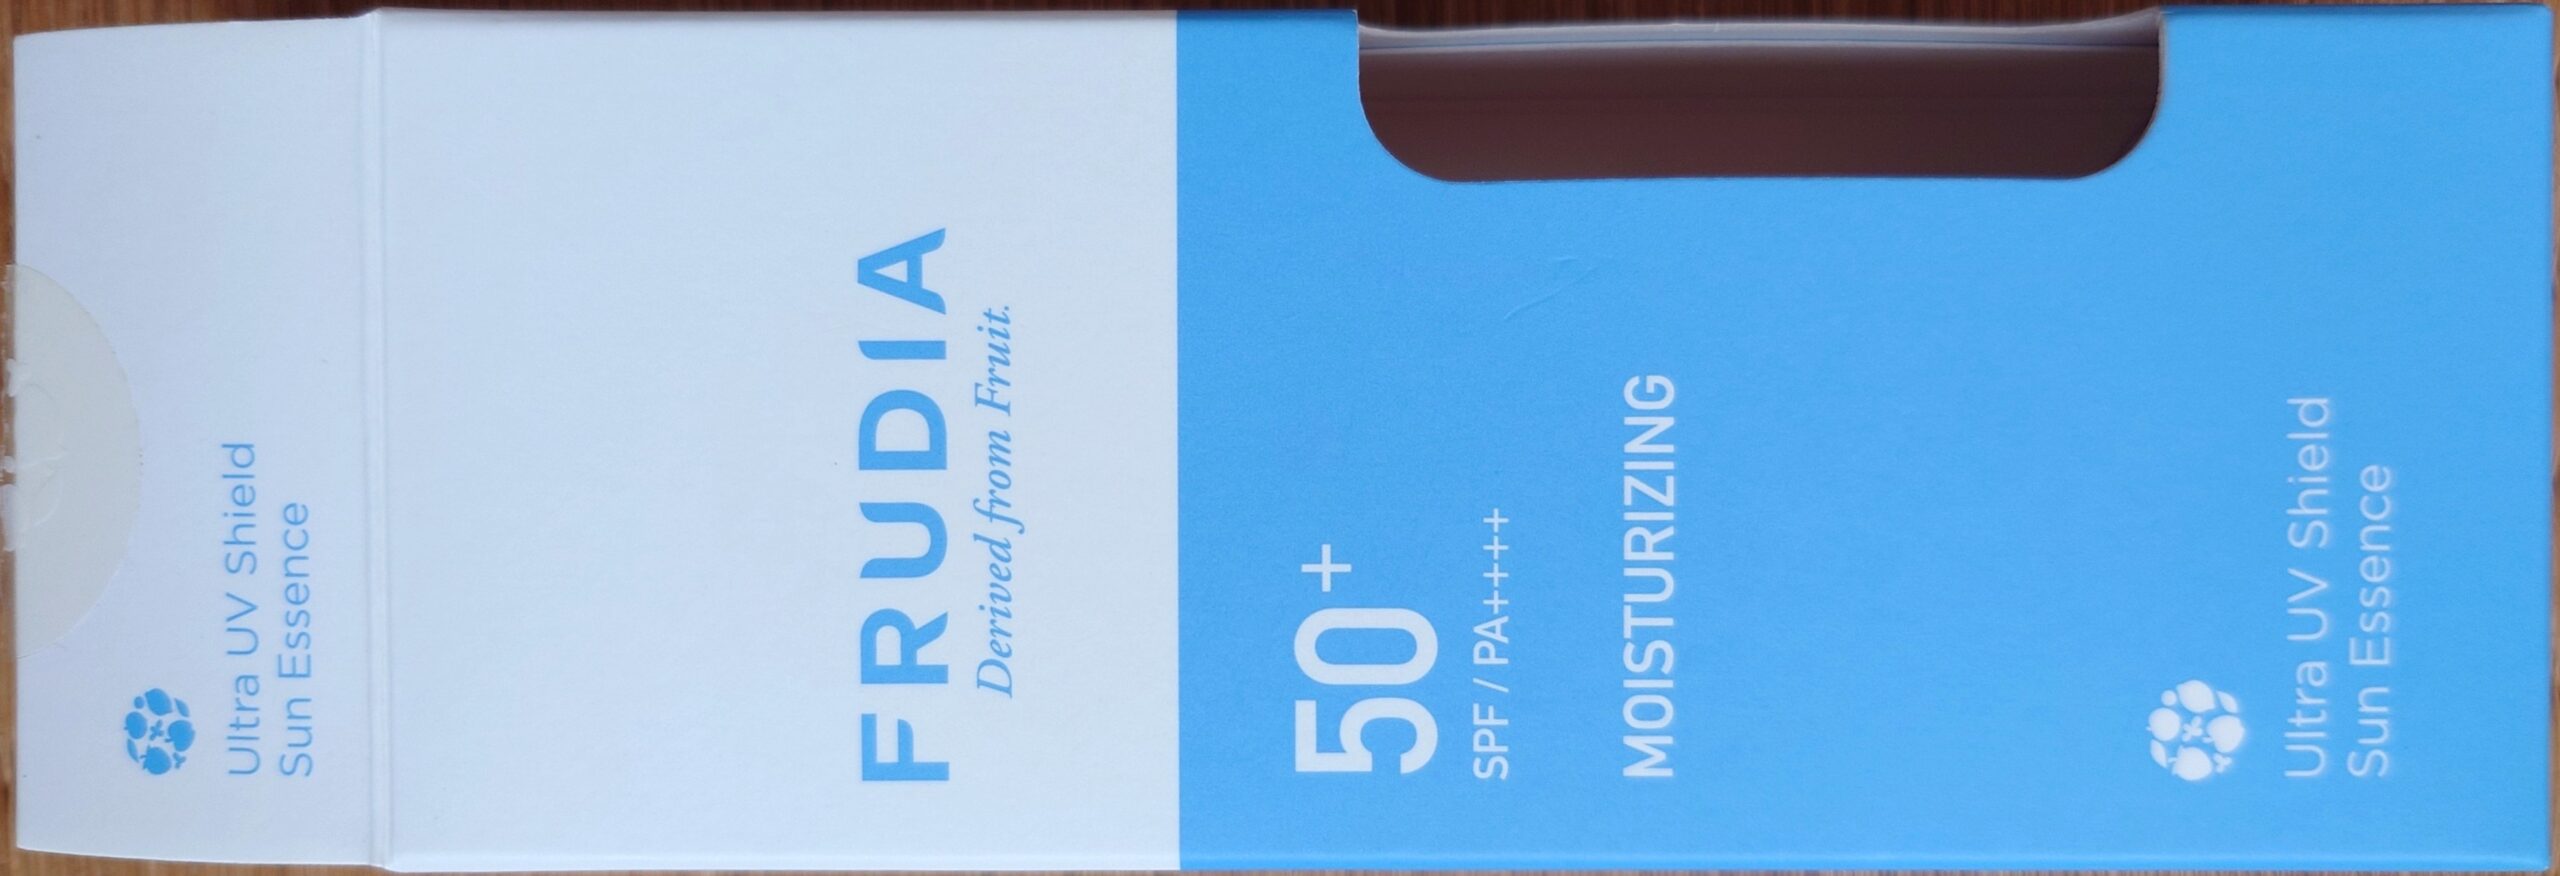 Ultra UV Shield
Sun Essence
FRUDIA
Derived from Fruit.
50+
SPF / PA++++
MOISTURIZING
Ultra UV Shield
Sun Essence